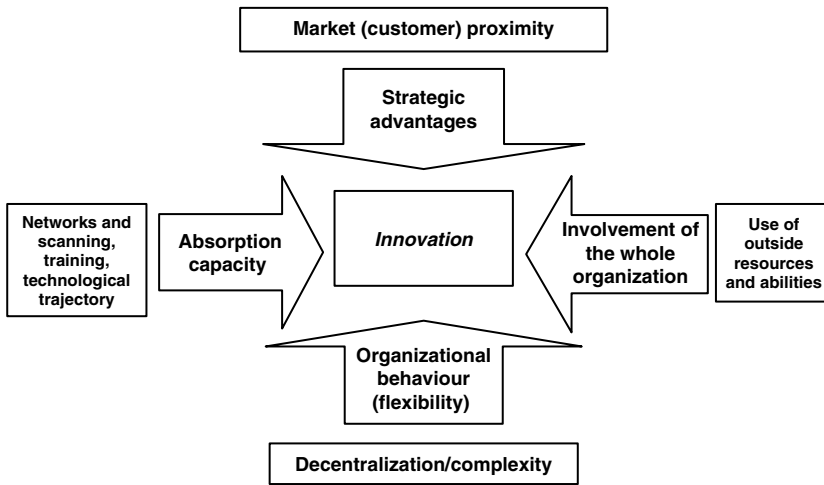 Market (customer) proximity
Strategic
advantages
Networks and
scanning,
training,
technological
trajectory
Absorption
capacity
Innovation
Involvement of
the whole
organization
Use of
outside
resources
and abilities
Organizational
behaviour
(flexibility)
Decentralization/complexity